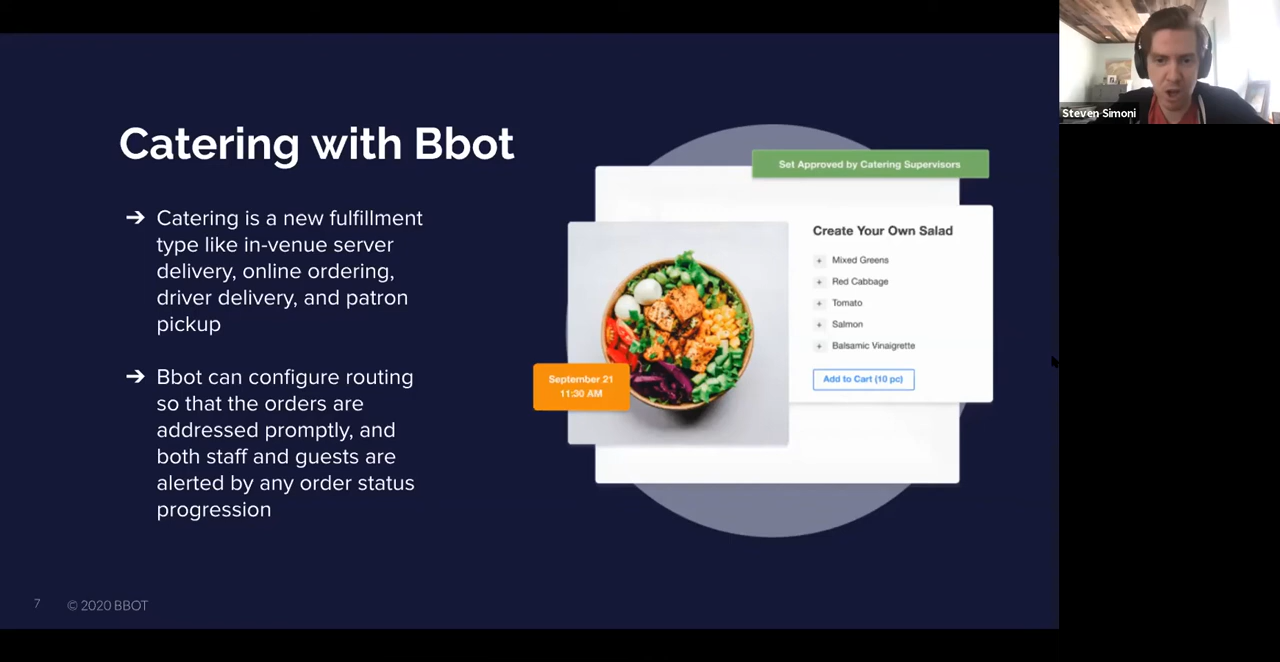 Catering with Bbot
➔ Catering is a new fulfillment
type like in-venue server
delivery, online ordering,
driver delivery, and patron
pickup
➔ Bbot can configure routing
so that the orders are
addressed promptly, and
both staff and guests are
alerted by any order status
progression
Set Approved by Catering Supervisors
Create Your Own Salad
+ Mixed Greens
+ Red Cabbage
+ Tomato
+ Salmon
+ Balsamic Vinaigrette
Add to Cart (10 pc)
September 21
11:30 AM
7 © 2020 BBOT
Steven Simoni